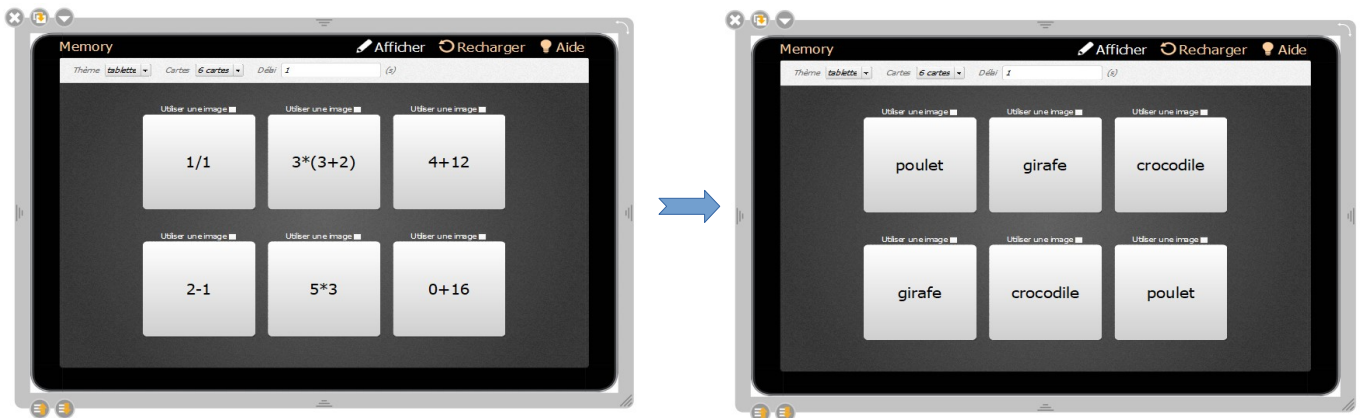 Memory Afficher Recharger Aide
Thème tablette Cartes 6 cartes Délai 1 (s)
Utiliser une image Utiliser une image Utiliser une image
1/1 3*(3+2) 4+12
Utiliser une image Utiliser une image Utiliser une image
2-1 5*3 0+16
Memory Afficher Recharger Aide
Thème tablette Cartes 6 cartes Délai 1 (s)
Utiliser une image Utiliser une image Utiliser une image
poulet girafe crocodile
Utiliser une image Utiliser une image Utiliser une image
girafe crocodile poulet